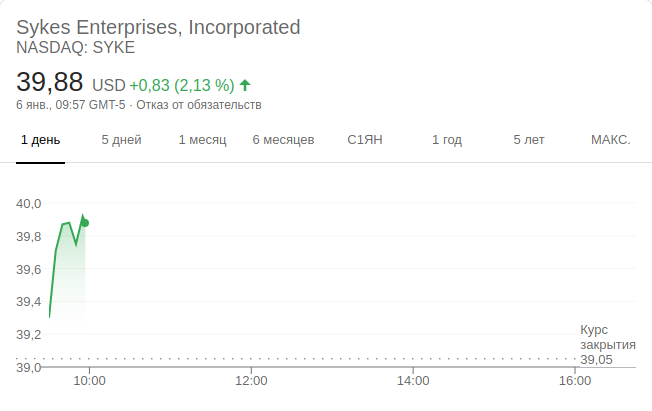 Sykes Enterprises, Incorporated
NASDAQ: SYKE
39,88 USD +0,83 (2,13 %)
6 янв., 09:57 GMT-5 · Отказ от обязательств
1 день 5 дней 1 месяц 6 месяцев С1ЯН 1 год 5 лет МАКС.
40,0
39,8
39,6
39,4
39,2
39,0
Курс
закрытия
39,05
10:00 12:00 14:00 16:00